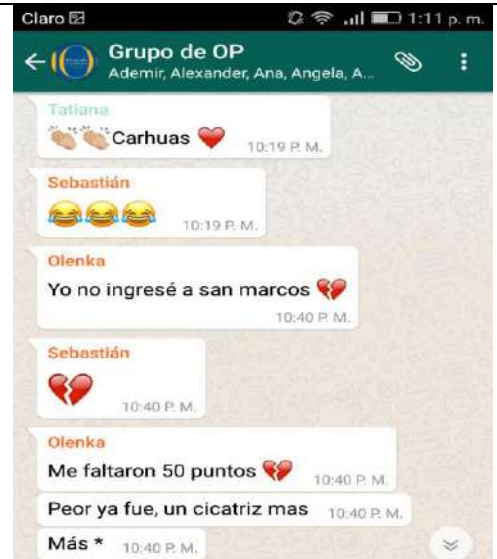 Claro 1:11 p. m.
Grupo de OP
Ademir, Alexander, Ana, Angela, A...
Tatiana
👏🏼👏🏼Carhuas ❤️ 10:19 P. M.
Sebastián
😂😂😂 10:19 P. M.
Olenka
Yo no ingresé a san marcos 💔
10:40 P. M.
Sebastián
💔 10:40 P. M.
Olenka
Me faltaron 50 puntos 💔 10:40 P. M.
Peor ya fue, un cicatriz mas 10:40 P. M.
Más * 10:40 P. M.